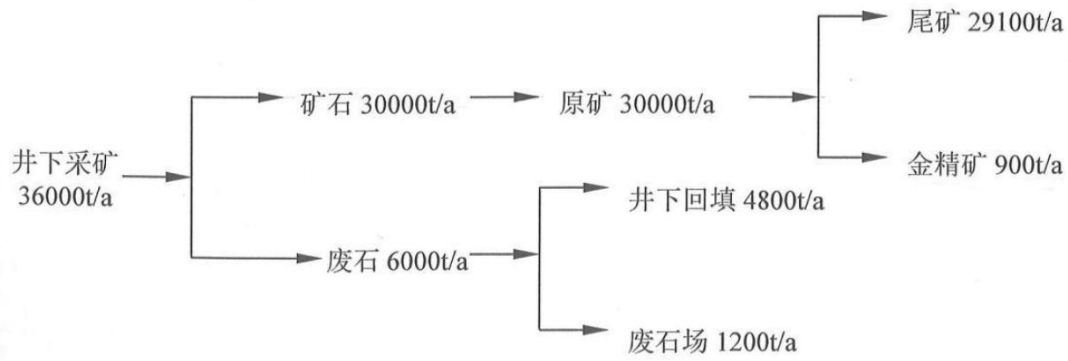 尾矿 29100t/a
矿石 30000t/a
原矿 30000t/a
井下采矿
36000t/a
金精矿 900t/a
井下回填 4800t/a
废石 6000t/a
废石场 1200t/a